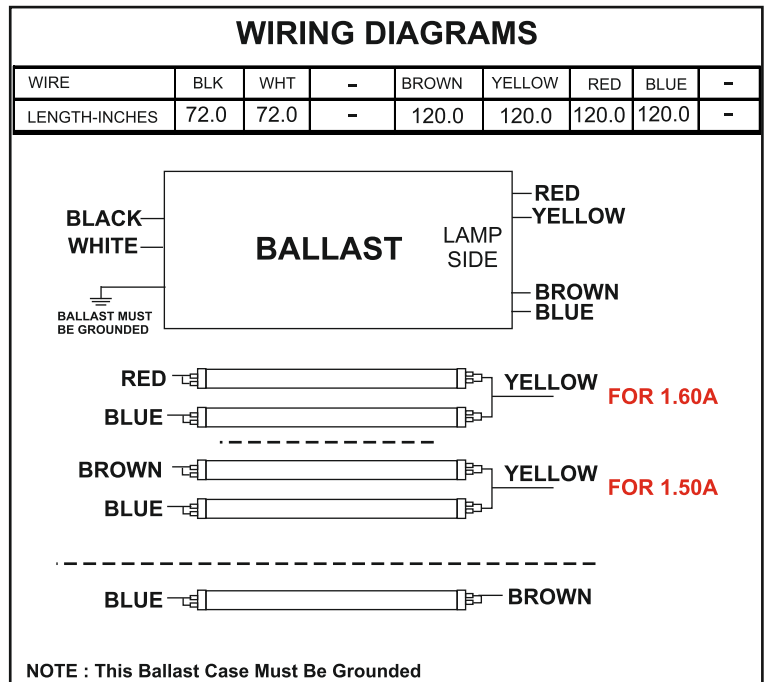 WIRING DIAGRAMS
WIRE BLK WHT - BROWN YELLOW RED BLUE -
LENGTH-INCHES 72.0 72.0 - 120.0 120.0 120.0 120.0 -
BLACK
WHITE
BALLAST MUST
BE GROUNDED
BALLAST
LAMP
SIDE
RED
YELLOW
BROWN
BLUE
RED
BLUE
YELLOW
FOR 1.60A
BROWN
BLUE
YELLOW
FOR 1.50A
BLUE
BROWN
NOTE : This Ballast Case Must Be Grounded